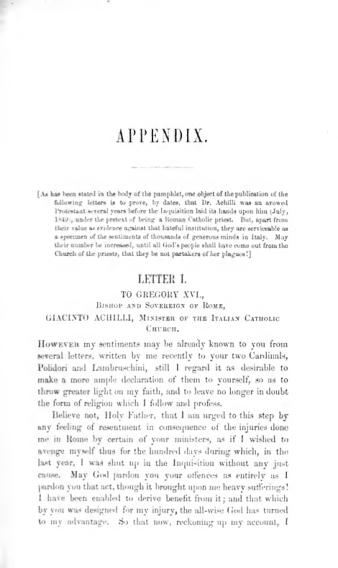 APPENDIX.
[As has been stated in the body of the pamphlet, one object of the publication of the
following letters is to prove, by dates, that Dr. Achilli was an avowed
Protestant several years before the Inquisition laid its hands upon him (July,
1849), under the pretext of being a Roman Catholic priest. But, apart from
their value as evidence against that hateful institution, they are serviceable as
a specimen of the sentiments of thousands of generous minds in Italy. May
their number be increased, until all God's people shall have come out from the
Church of the priests, that they be not partakers of her plagues!]
LETTER I.
TO GREGORY XVI.,
BISHOP AND SOVEREIGN OF ROME,
GIACINTO ACHILLI, MINISTER OF THE ITALIAN CATHOLIC
CHURCH.
HOWEVER my sentiments may be already known to you from
several letters, written by me recently to your two Cardinals,
Polidori and Lambruschini, still I regard it as desirable to
make a more ample declaration of them to yourself, so as to
throw greater light on my faith, and to leave no longer in doubt
the form of religion which I follow and profess.
Believe not, Holy Father, that I am urged to this step by
any feeling of resentment in consequence of the injuries done
me in Rome by certain of your ministers, as if I wished to
avenge myself thus for the hundred days during which, in the
last year, I was shut up in the Inquisition without any just
cause. May God pardon you your offences as entirely as I
pardon you that act, though it brought upon me heavy sufferings!
I have been enabled to derive benefit from it; and that which
by you was designed for my injury, the all-wise God has turned
to my advantage. So that now, reckoning up my account, I